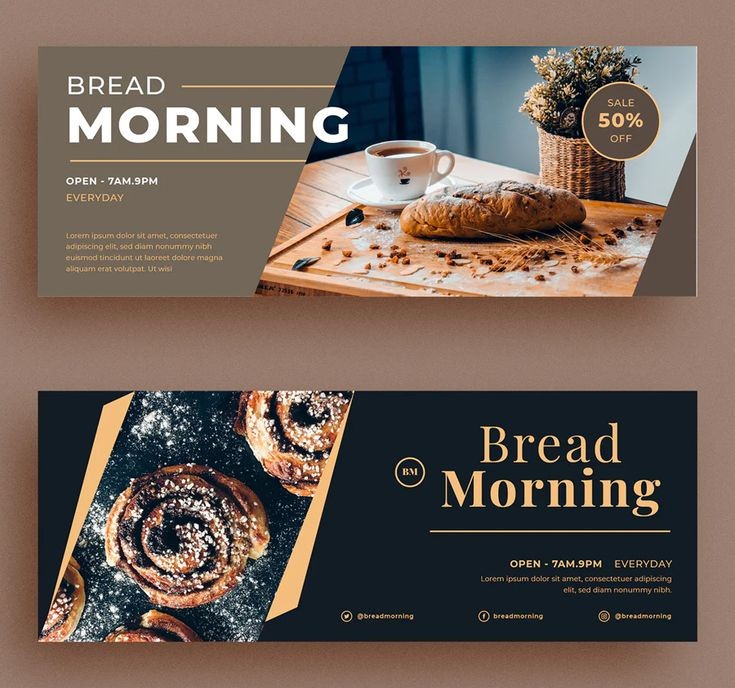 BREAD
MORNING
OPEN - 7AM.9PM
EVERYDAY
Lorem ipsum dolor sit amet, consectetuer
adipiscing elit, sed diam nonummy nibh
euismod tincidunt ut laoreet dolore magna
aliquam erat volutpat. Ut wisi
SALE
50%
OFF
Bread
BM
Morning
OPEN - 7AM.9PM EVERYDAY
Lorem ipsum dolor sit amet, consectetuer adipiscing
elit, sed diam nonummy nibh.
@breadmorning
breadmorning
@breadmorning